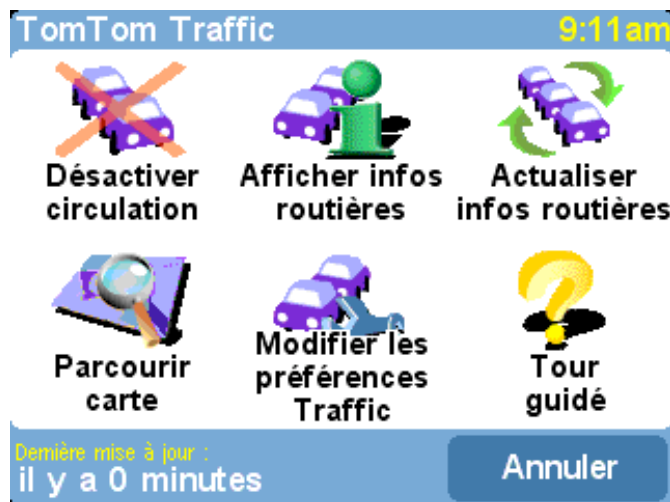 TomTom Traffic 9:11am
Désactiver
circulation
Afficher infos
routières
Actualiser
infos routières
Parcourir
carte
Modifier les
préférences
Traffic
Tour
guidé
Dernière mise à jour :
il y a 0 minutes
Annuler